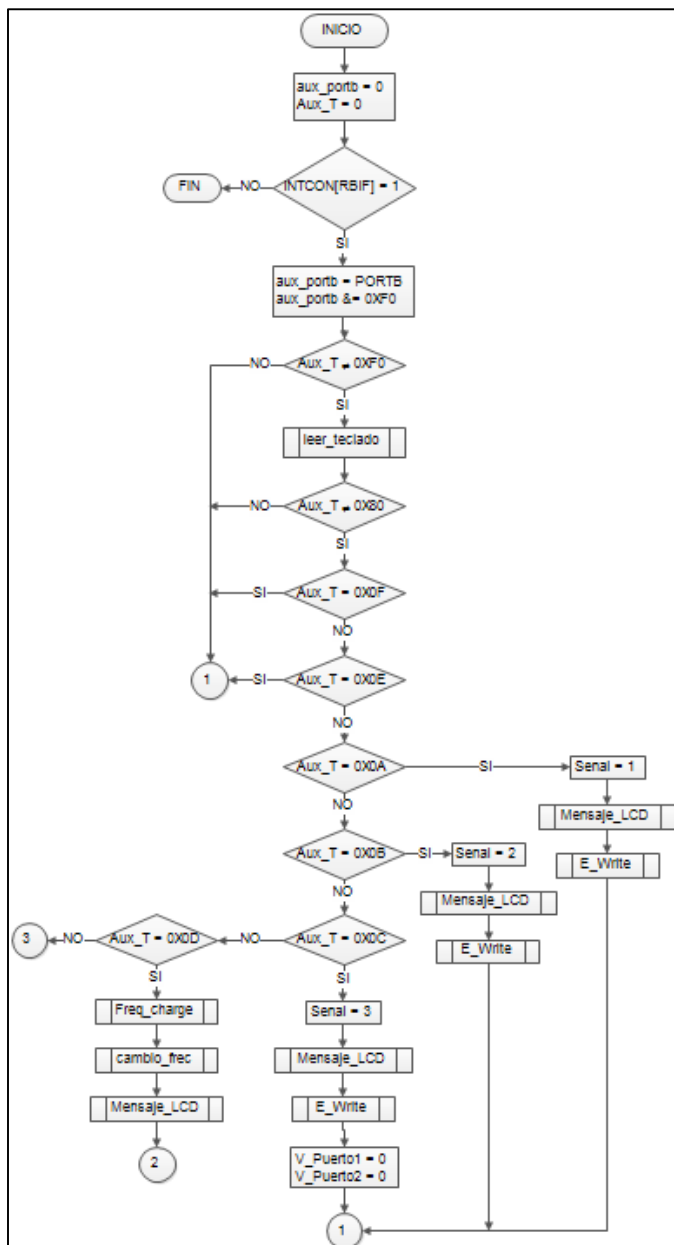 INICIO
aux_portb = 0
Aux_T = 0
INTCON[RBIF] = 1
NO
FIN
SI
aux_portb = PORTB
aux_portb &= 0XF0
Aux_T ≠ 0XF0
NO
SI
leer_teclado
Aux_T ≠ 0X80
NO
SI
Aux_T = 0X0F
SI
NO
1
Aux_T = 0X0E
SI
NO
Aux_T = 0X0A
SI
Senal = 1
NO
Mensaje_LCD
Aux_T = 0X0B
SI
Senal = 2
E_Write
NO
Mensaje_LCD
3
NO
Aux_T = 0X0D
NO
Aux_T = 0X0C
E_Write
SI
SI
Freq_charge
Senal = 3
cambio_frec
Mensaje_LCD
Mensaje_LCD
E_Write
2
V_Puerto1 = 0
V_Puerto2 = 0
1